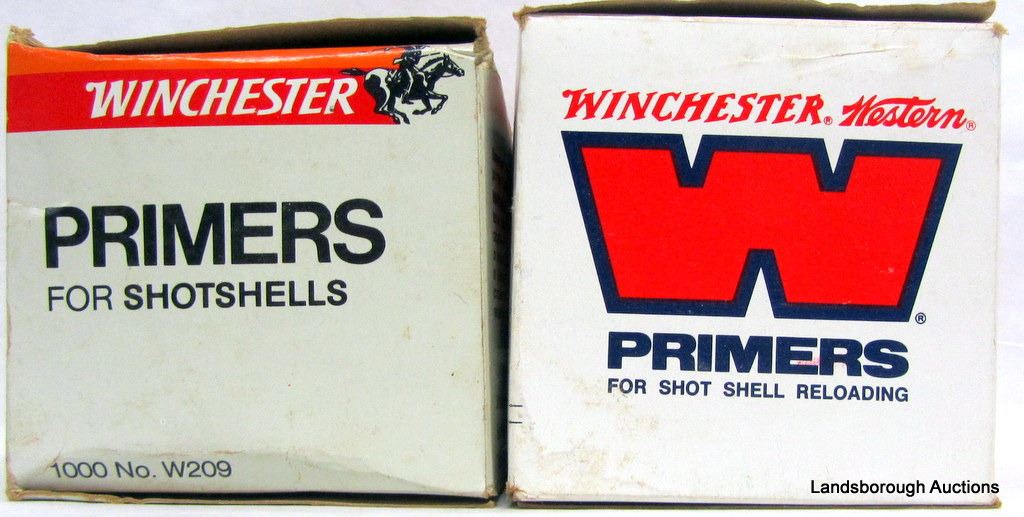 WINCHESTER
PRIMERS
FOR SHOTSHELLS
1000 No. W209
WINCHESTER® Western®
W®
PRIMERS
FOR SHOT SHELL RELOADING
Landsborough Auctions